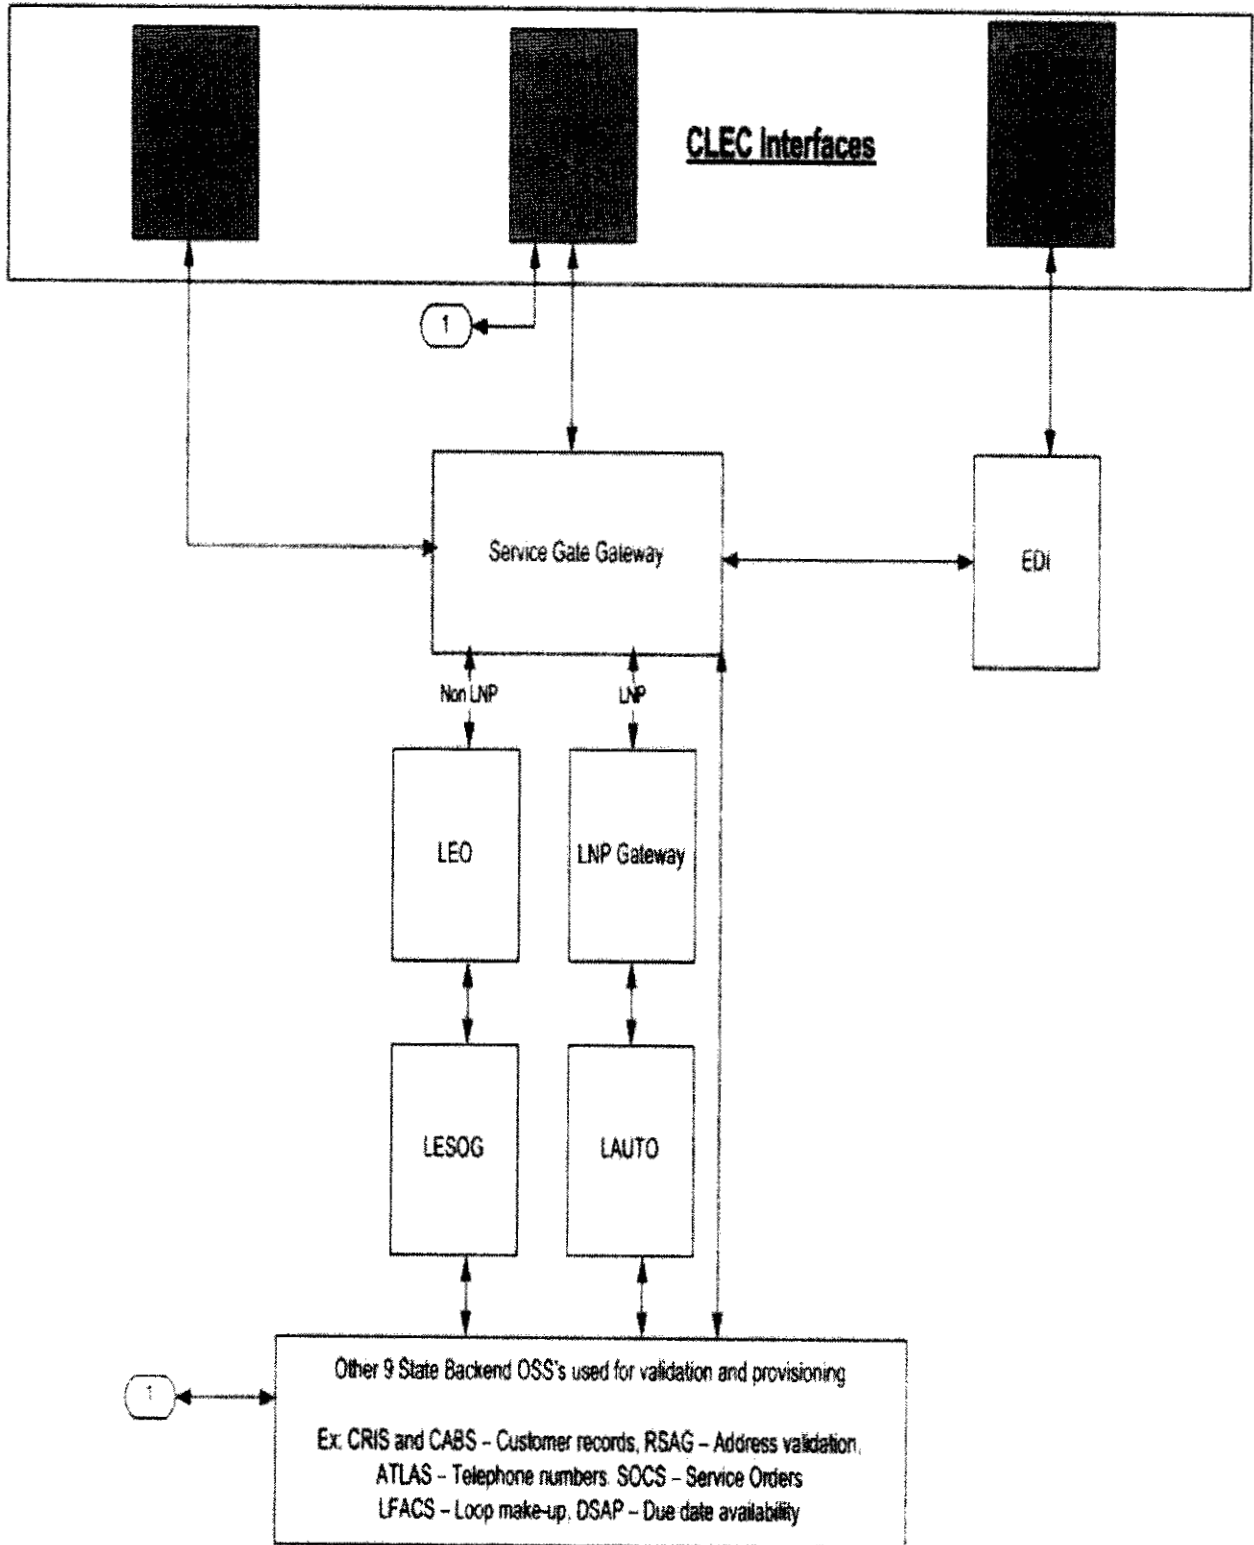 CLEC Interfaces
1
Service Gate Gateway
EDI
Non LNP
LNP
LEO
LNP Gateway
LESOG
LAUTO
Other 9 State Backend OSS's used for validation and provisioning
1
Ex: CRIS and CABS – Customer records, RSAG – Address validation,
ATLAS – Telephone numbers. SOCS – Service Orders
LFACS – Loop make-up, DSAP – Due date availability